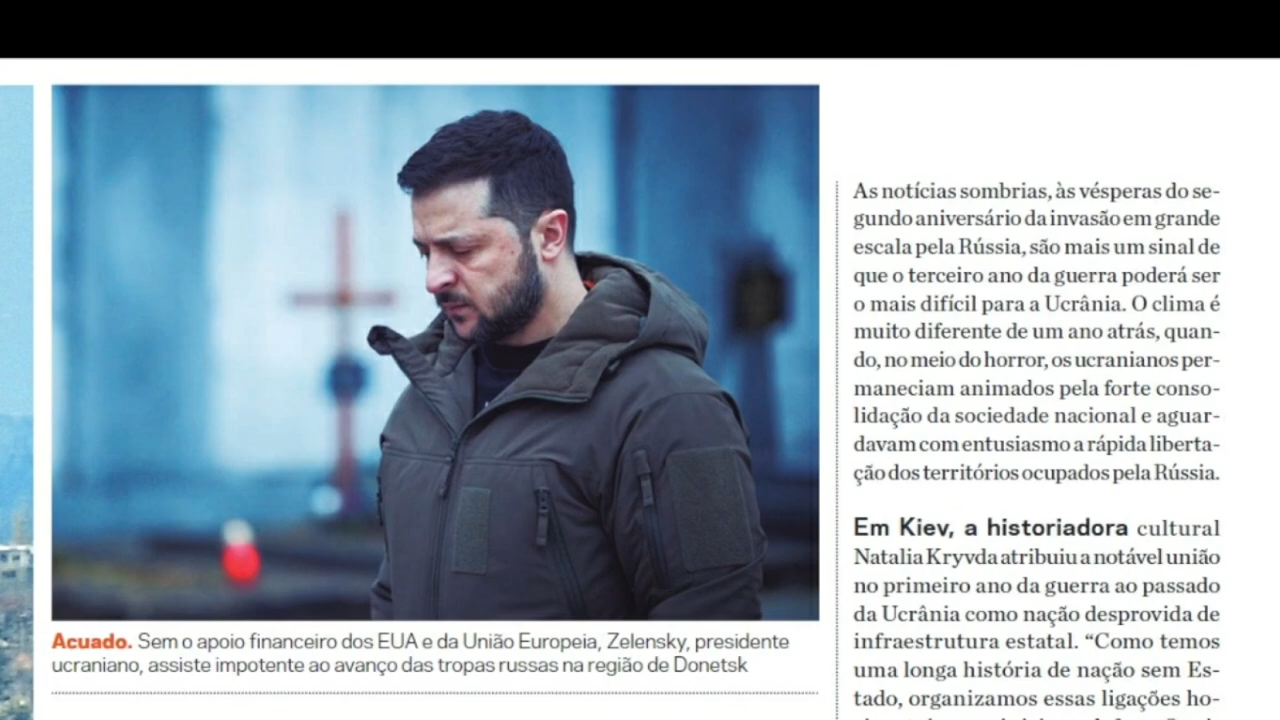 Acuado. Sem o apoio financeiro dos EUA e da União Europeia, Zelensky, presidente
ucraniano, assiste impotente ao avanço das tropas russas na região de Donetsk
As notícias sombrias, às vésperas do se-
gundo aniversário da invasão em grande
escala pela Rússia, são mais um sinal de
que o terceiro ano da guerra poderá ser
o mais difícil para a Ucrânia. O clima é
muito diferente de um ano atrás, quan-
do, no meio do horror, os ucranianos per-
maneciam animados pela forte conso-
lidação da sociedade nacional e aguar-
davam com entusiasmo a rápida liberta-
ção dos territórios ocupados pela Rússia.
Em Kiev, a historiadora cultural
Natalia Kryvda atribuiu a notável união
no primeiro ano da guerra ao passado
da Ucrânia como nação desprovida de
infraestrutura estatal. “Como temos
uma longa história de nação sem Es-
tado, organizamos essas ligações ho-